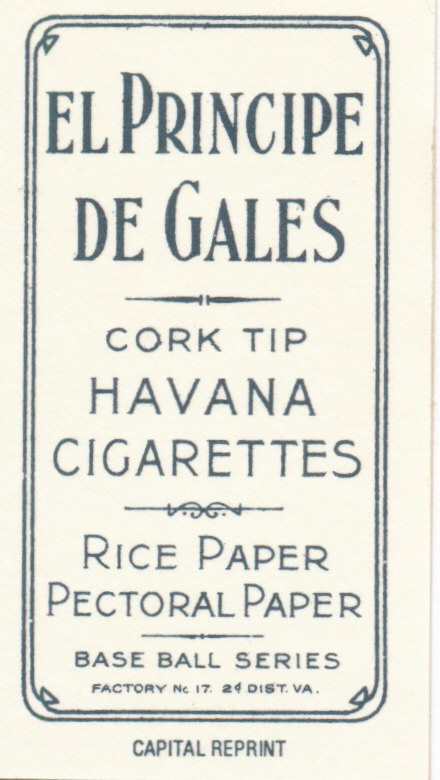 EL PRINCIPE
DE GALES
CORK TIP
HAVANA
CIGARETTES
RICE PAPER
PECTORAL PAPER
BASE BALL SERIES
FACTORY No 17. 2d DIST. VA.
CAPITAL REPRINT